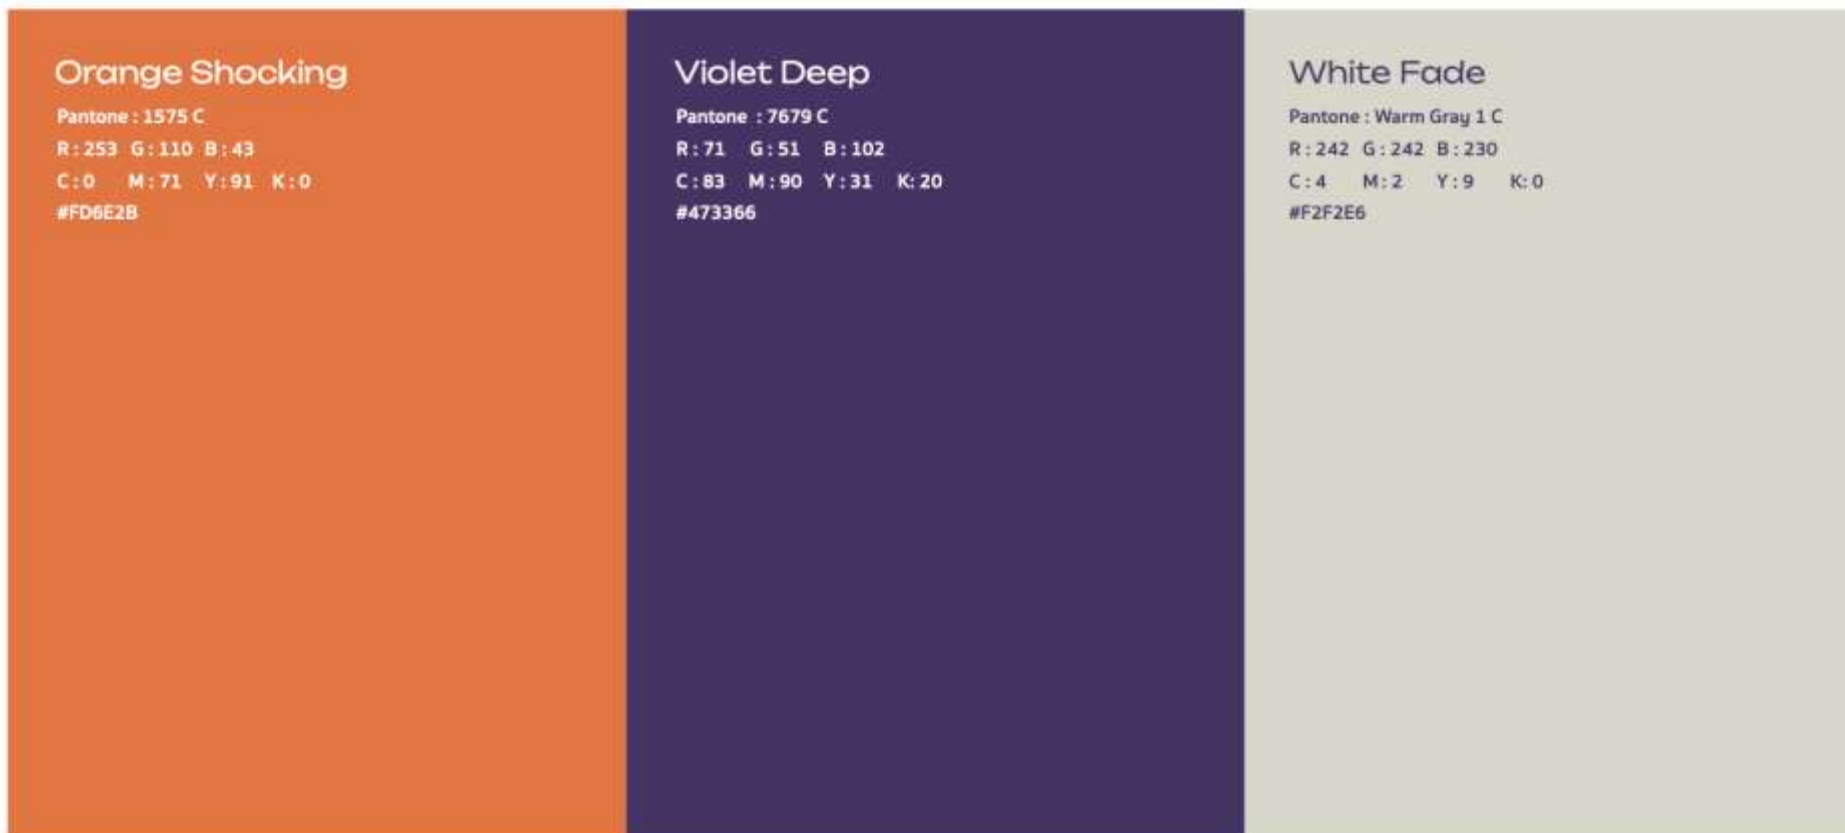 Orange Shocking
Pantone : 1575 C
R : 253 G : 110 B : 43
C : 0 M : 71 Y : 91 K : 0
#FD6E2B
Violet Deep
Pantone : 7679 C
R : 71 G : 51 B : 102
C : 83 M : 90 Y : 31 K: 20
#473366
White Fade
Pantone : Warm Gray 1 C
R : 242 G : 242 B : 230
C : 4 M : 2 Y : 9 K: 0
#F2F2E6